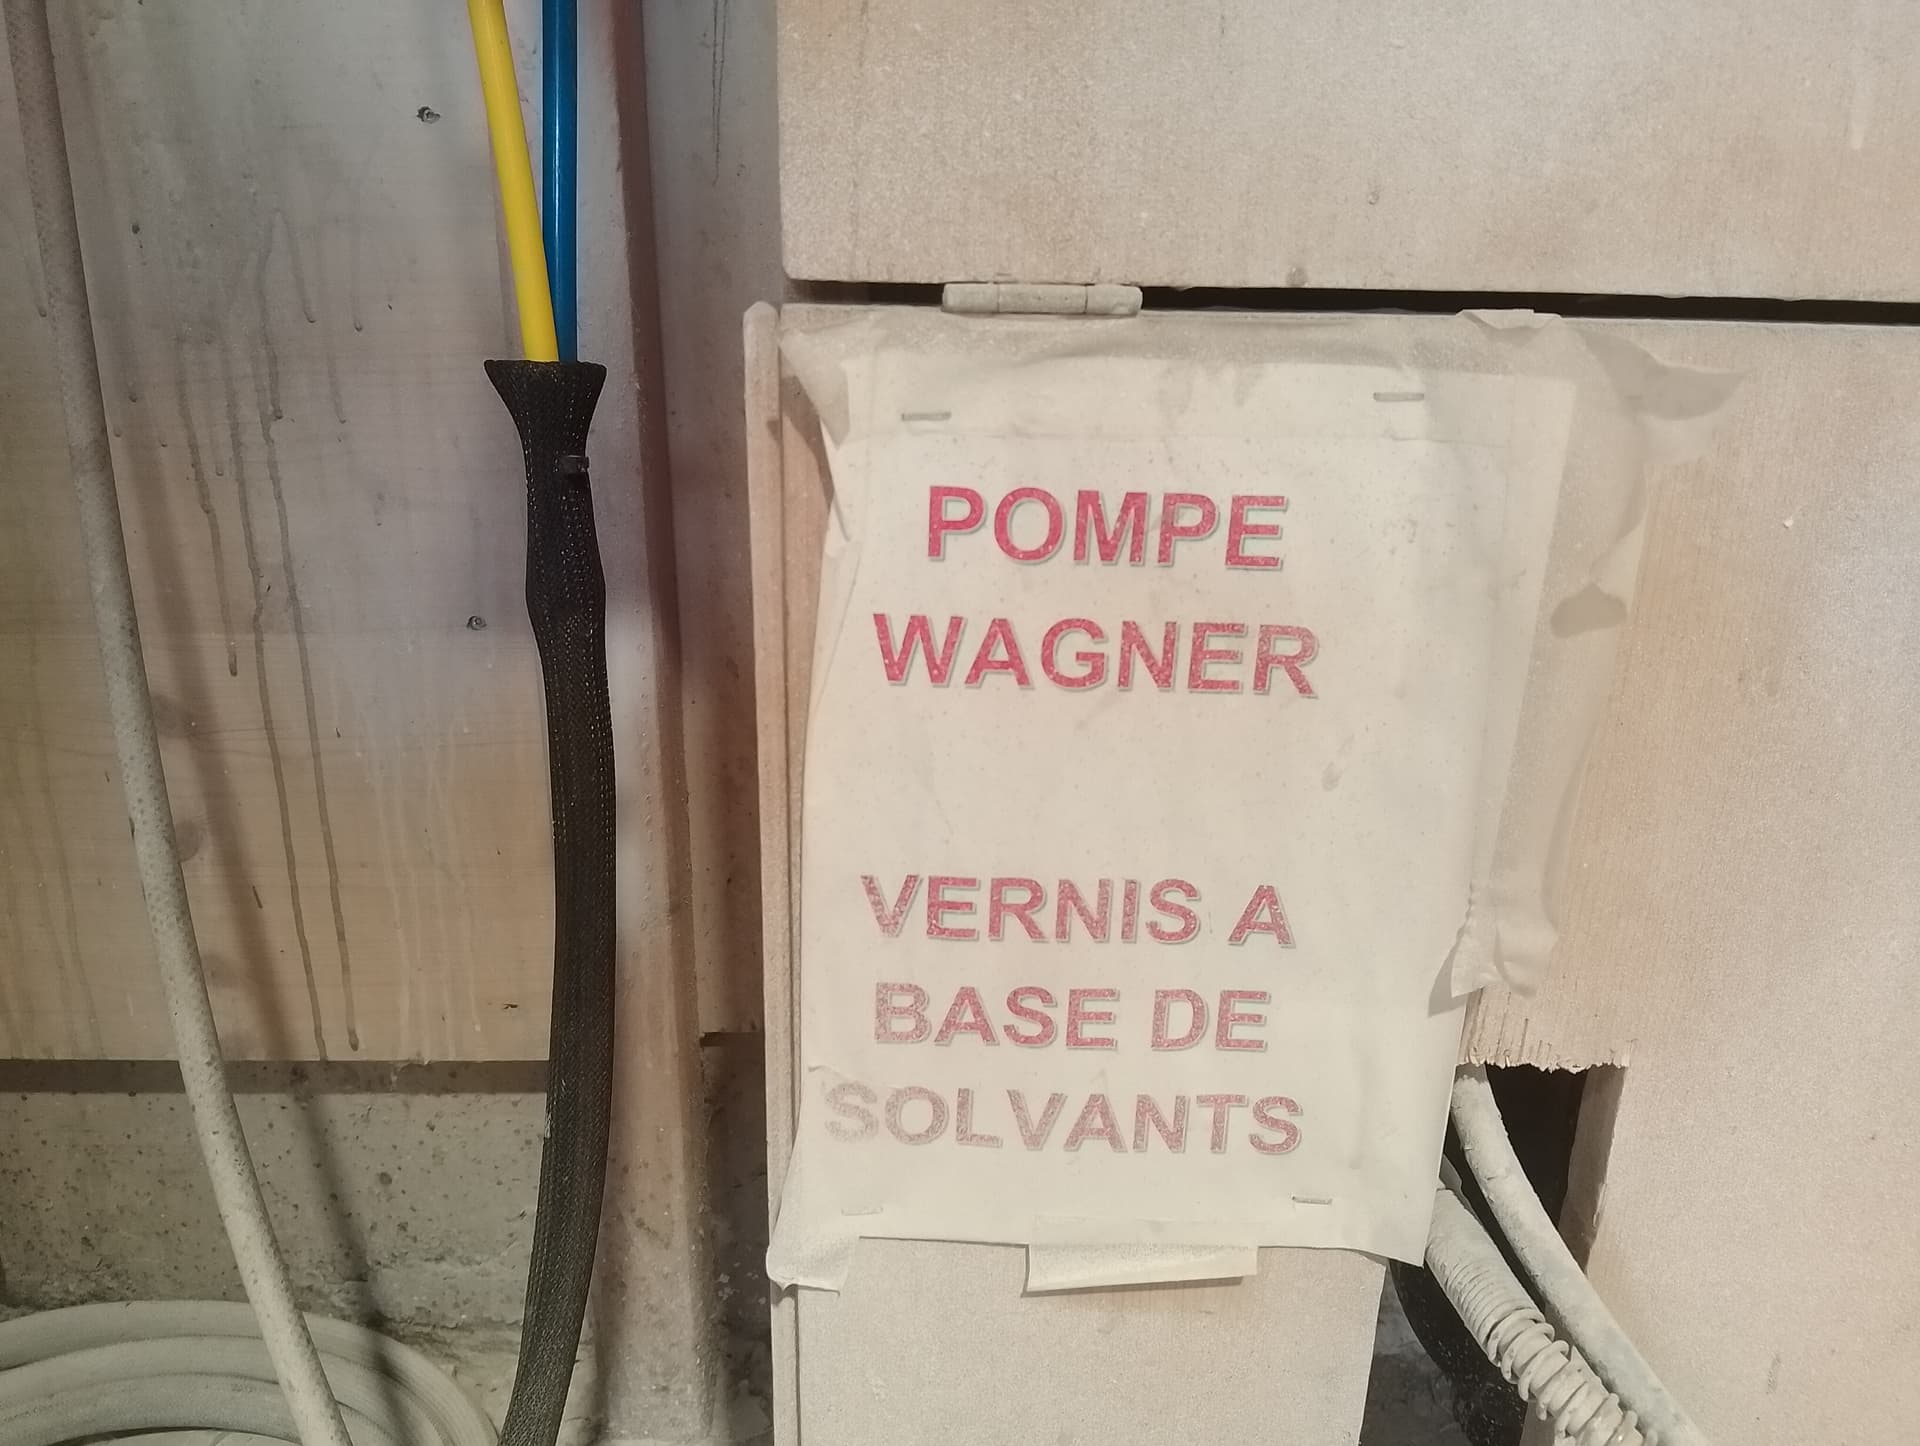 POMPE
WAGNER
VERNIS A
BASE DE
SOLVANTS